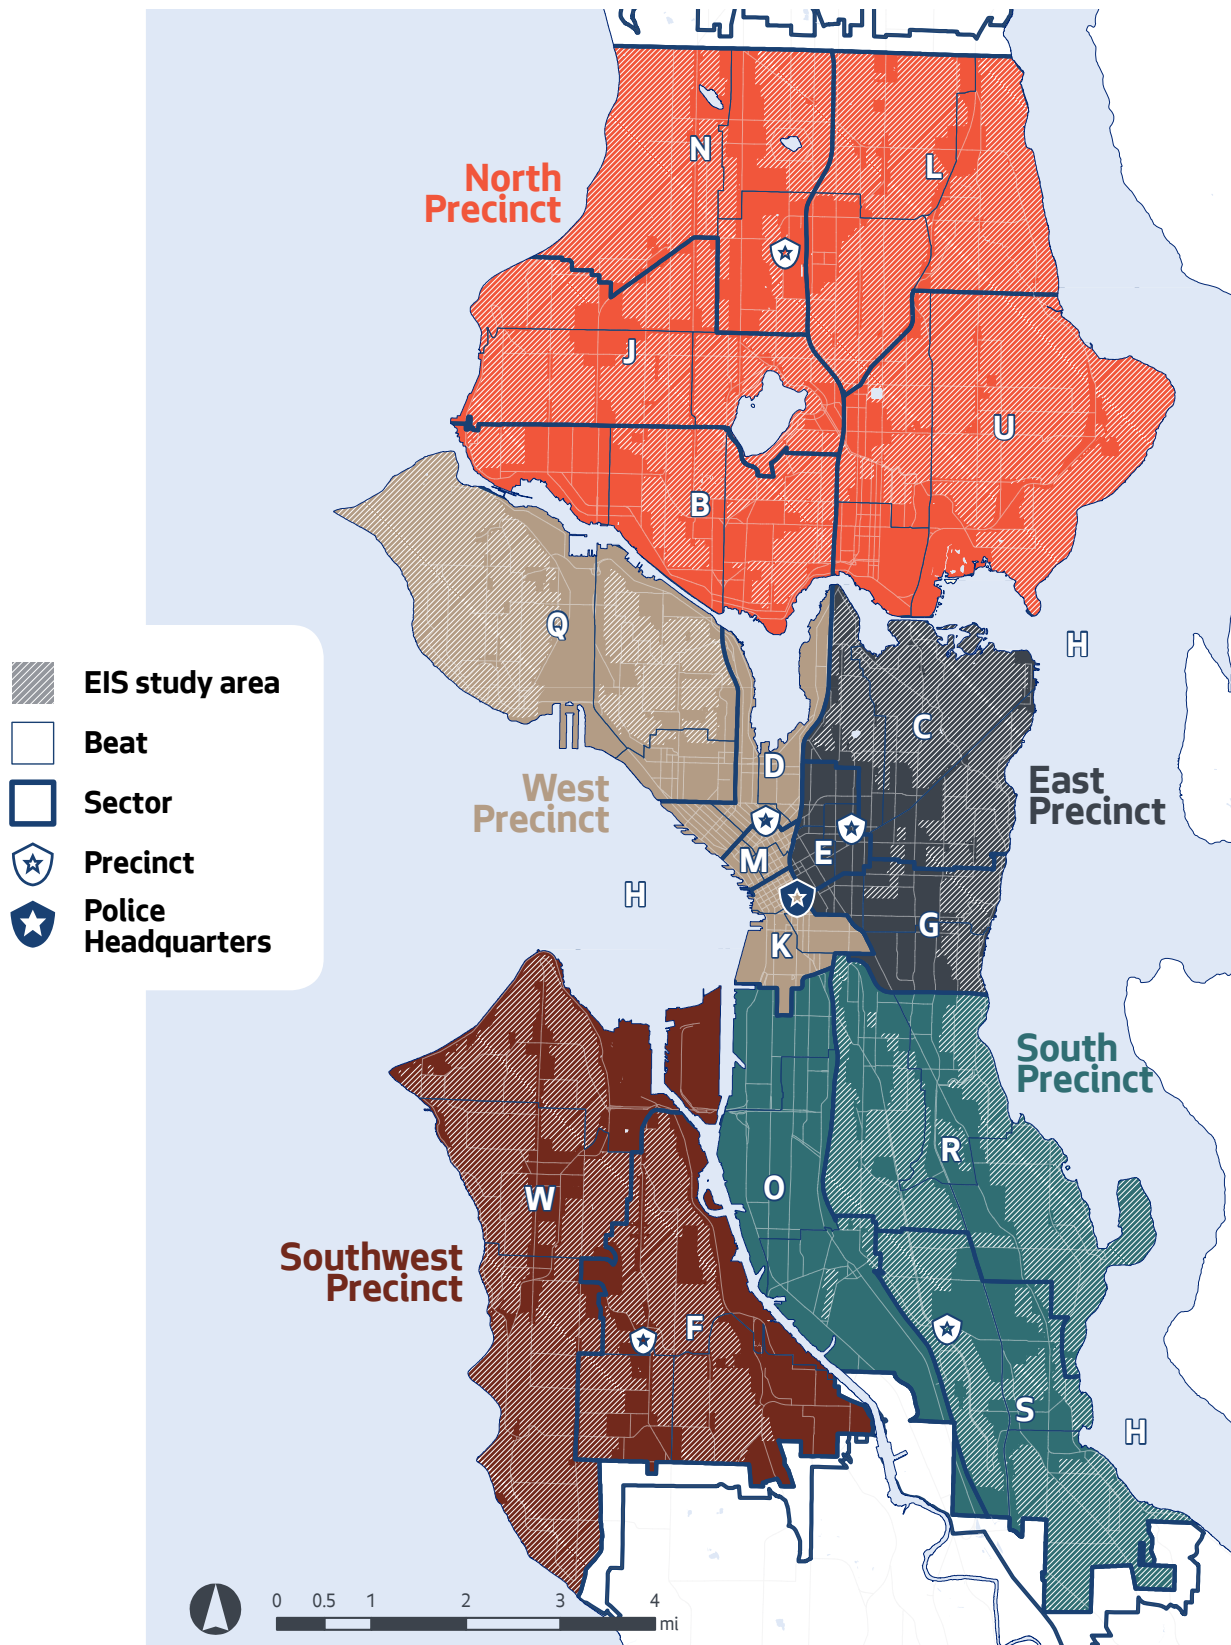 N
L
North
Precinct
J
U
B
Q
H
EIS study area
Beat
Sector
Precinct
Police
Headquarters
C
D
West
Precinct
East
Precinct
M
E
H
G
K
South
Precinct
R
O
W
Southwest
Precinct
F
S
H
0 0.5 1 2 3 4
mi